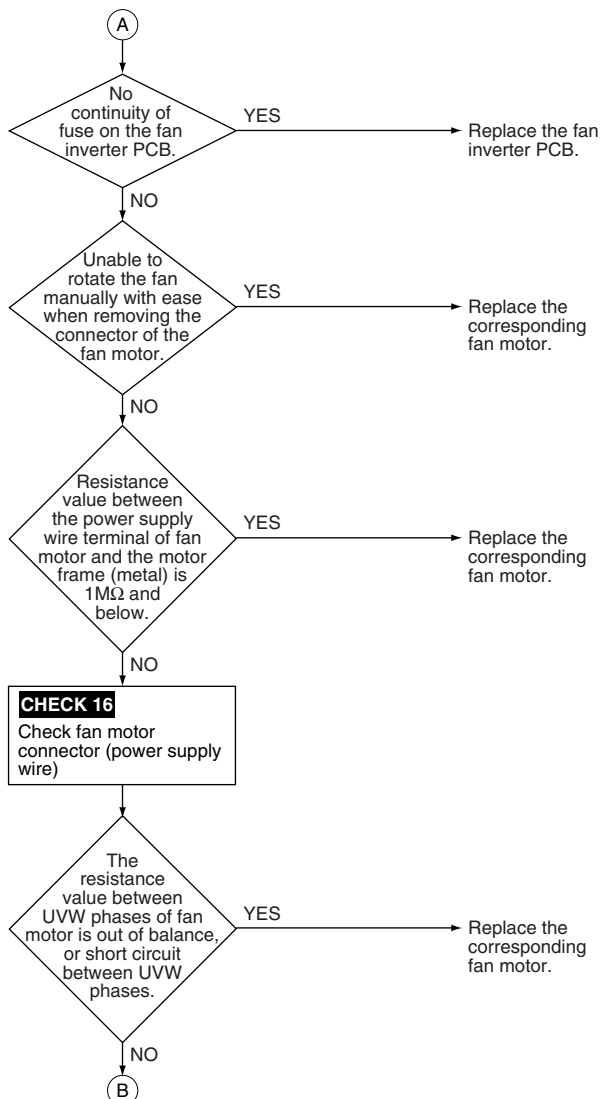 A
No
continuity of
fuse on the fan
inverter PCB.
YES
Replace the fan
inverter PCB.
NO
Unable to
rotate the fan
manually with ease
when removing the
connector of the
fan motor.
YES
Replace the
corresponding
fan motor.
NO
Resistance
value between
the power supply
wire terminal of fan
motor and the motor
frame (metal) is
1MΩ and
below.
YES
Replace the
corresponding
fan motor.
NO
CHECK 16
Check fan motor
connector (power supply
wire)
The
resistance
value between
UVW phases of fan
motor is out of balance,
or short circuit
between UVW
phases.
YES
Replace the
corresponding
fan motor.
NO
B